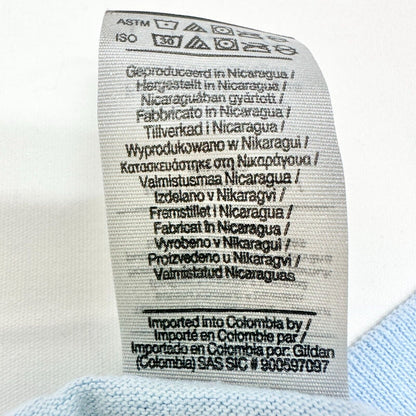 ASTM
ISO 30
Geproduceerd in Nicaragua /
Hergestellt in Nicaragua /
Nicaraguában gyártott /
Fabbricato in Nicaragua /
Tillverkad i Nicaragua /
Wyprodukowano w Nikaragui /
Κατασκευάστηκε στη Νικαράγουα /
Valmistusmaa Nicaragua /
Izdelano v Nikaragvi /
Fremstillet i Nicaragua /
Fabricat în Nicaragua /
Vyrobeno v Nikaragui /
Proizvedeno u Nikaragvi /
Valmistatud Nicaraguas
Imported into Colombia by /
Importé en Colombie par /
Importado en Colombia por: Gildan
(Colombia) SAS SIC # 900597097